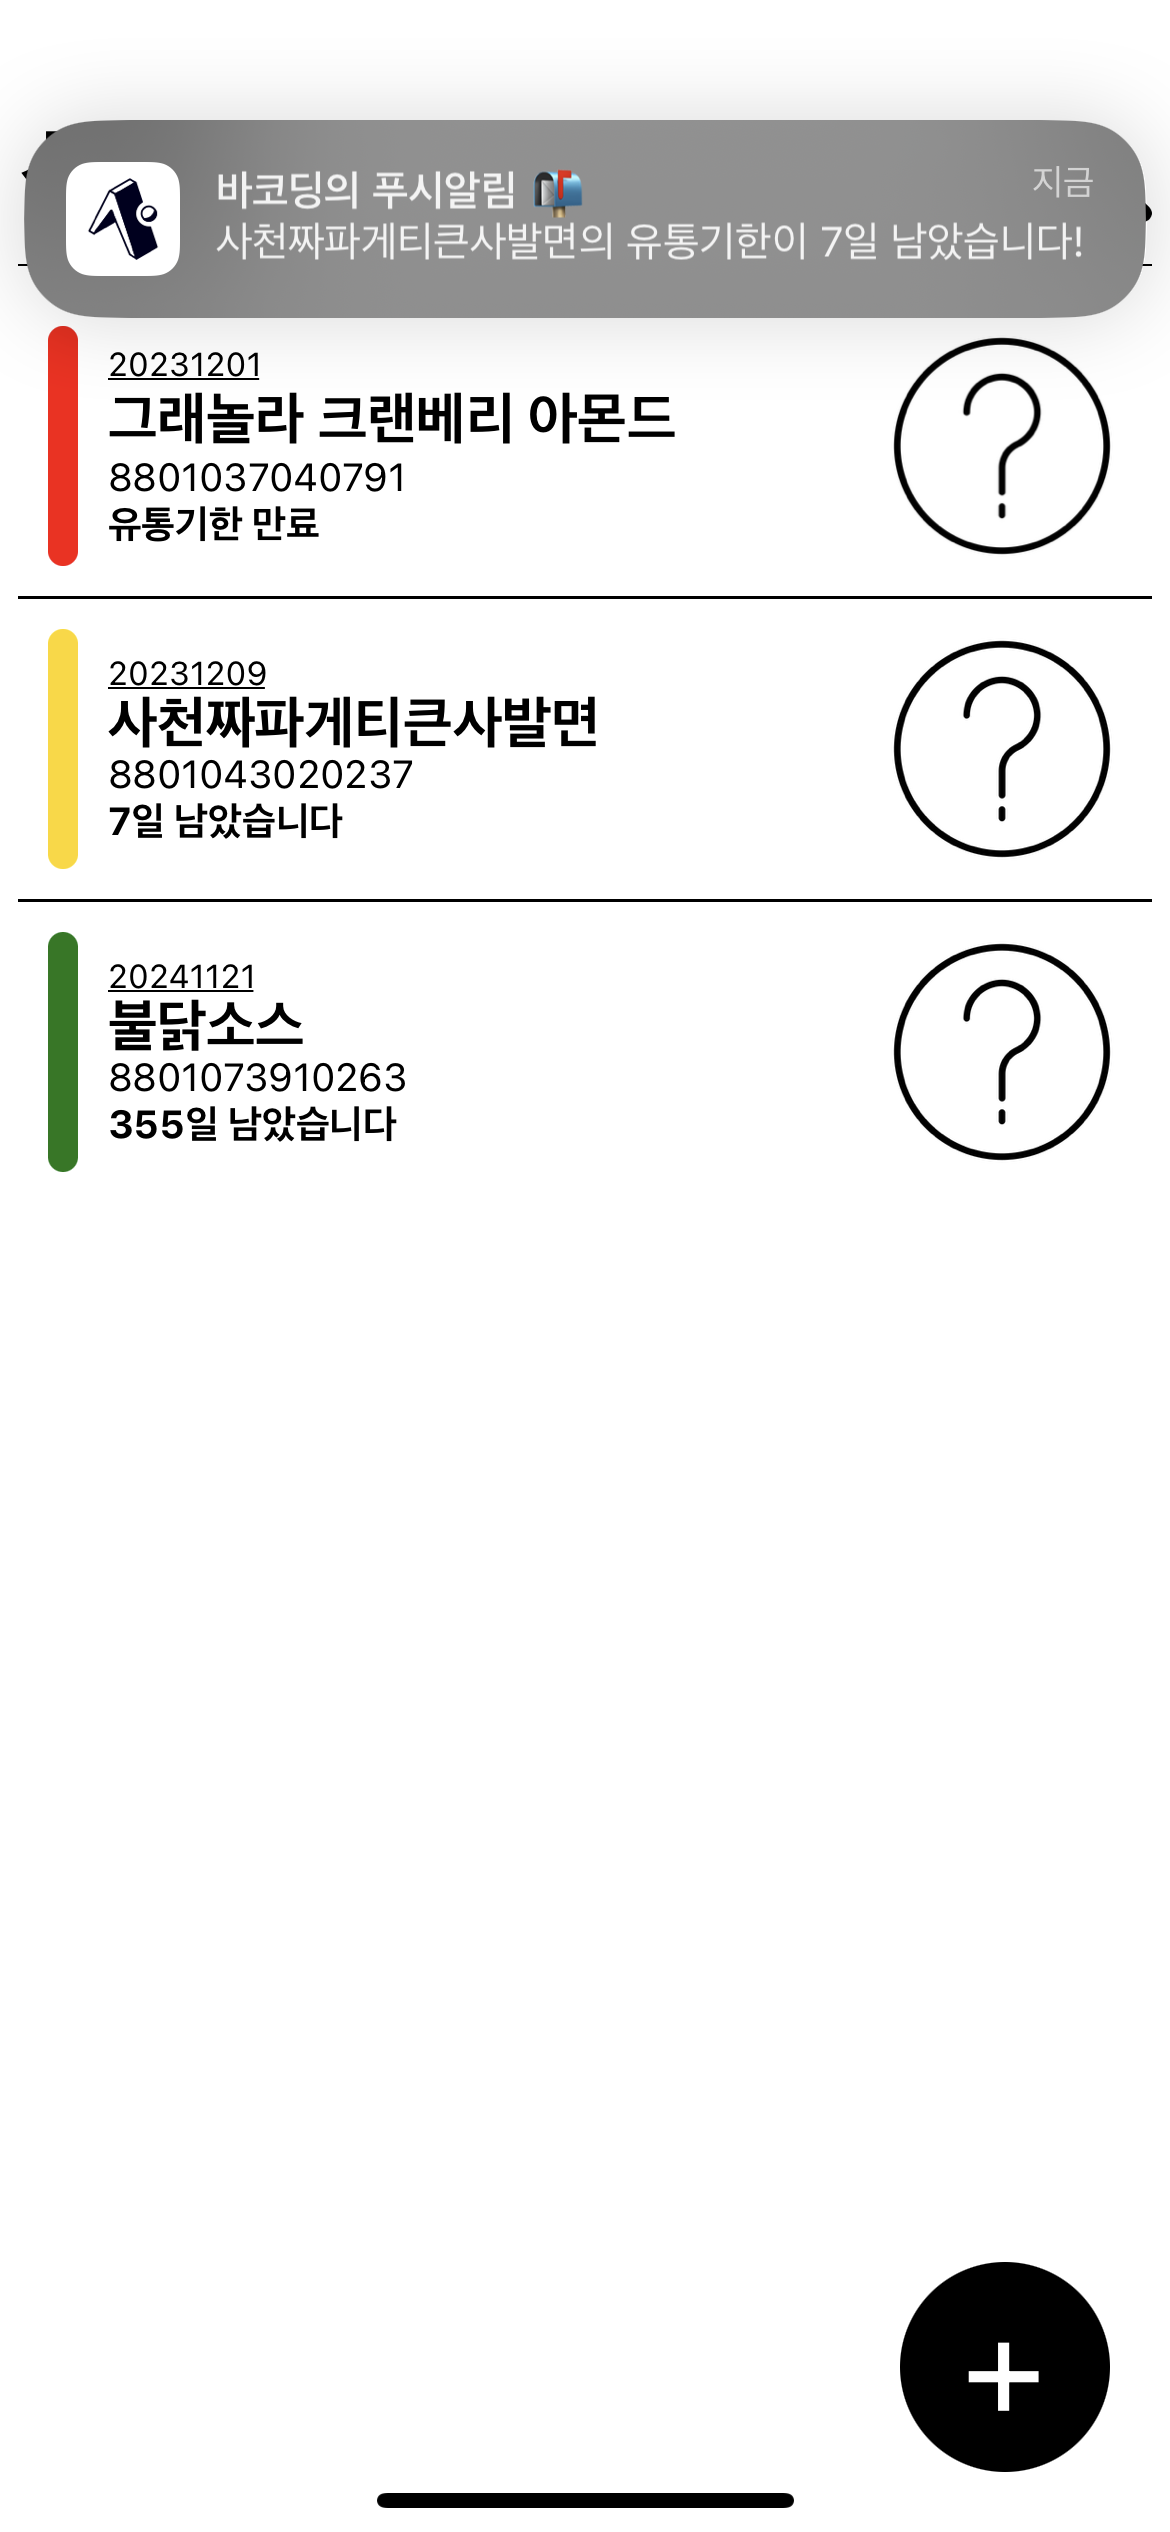 바코딩의 푸시알림 📬
지금
사천짜파게티큰사발면의 유통기한이 7일 남았습니다!
20231201
그래놀라 크랜베리 아몬드
8801037040791
유통기한 만료
20231209
사천짜파게티큰사발면
8801043020237
7일 남았습니다
20241121
불닭소스
8801073910263
355일 남았습니다
+